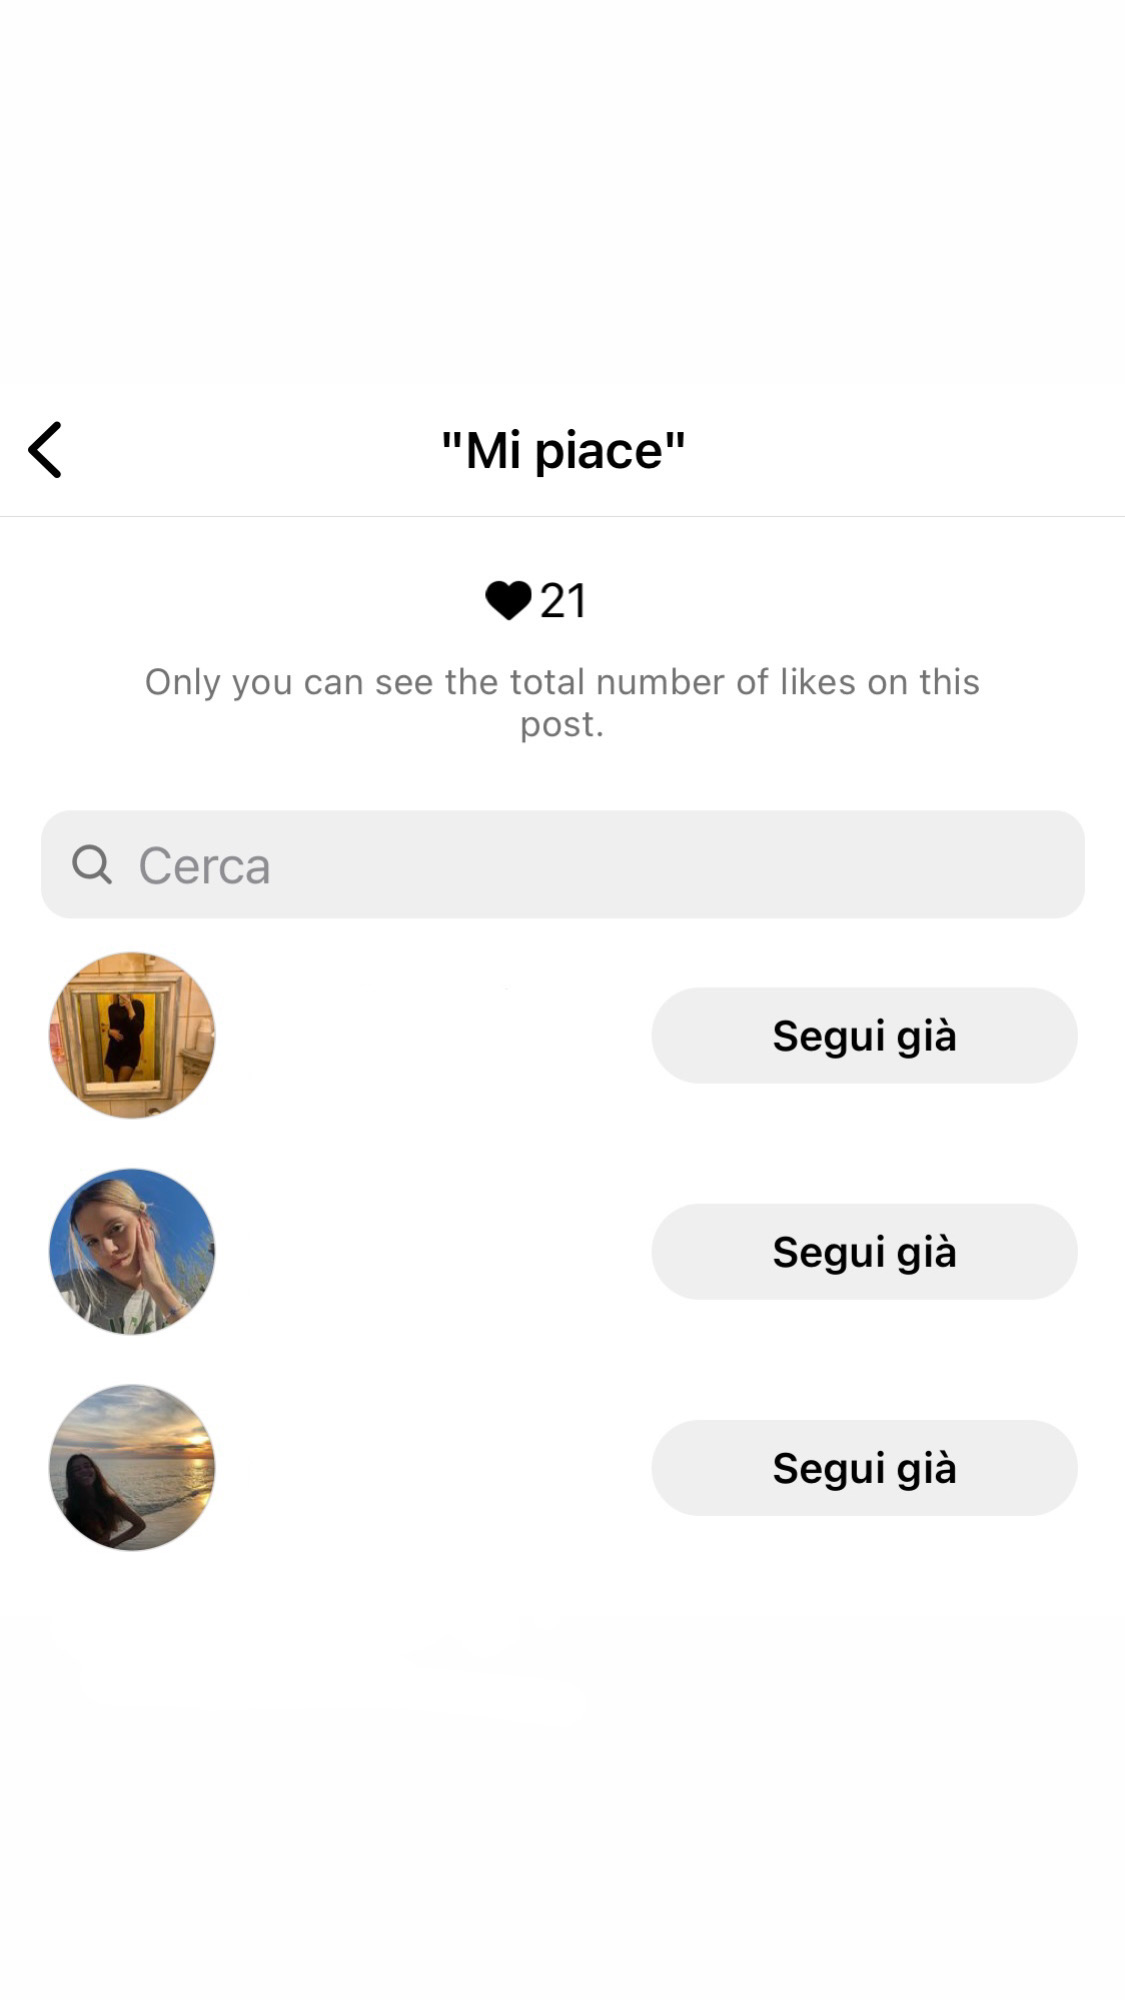 "Mi piace"
21
Only you can see the total number of likes on this
post.
Cerca
Segui già
Segui già
Segui già